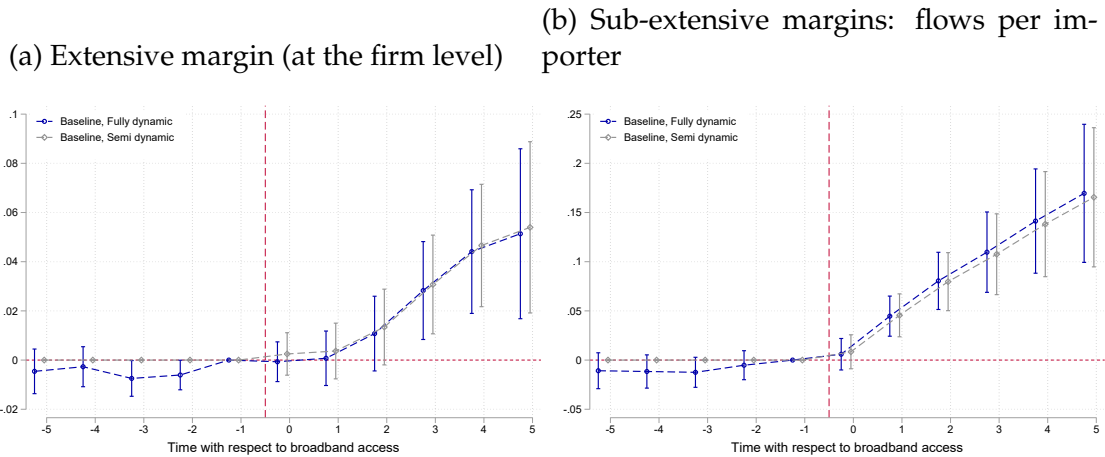 (a) Extensive margin (at the firm level)
(b) Sub-extensive margins: flows per im-
porter
.1
.08
.06
.04
.02
0
-.02
Baseline, Fully dynamic
Baseline, Semi dynamic
-5 -4 -3 -2 -1 0 1 2 3 4 5
Time with respect to broadband access
.25
.2
.15
.1
.05
0
-.05
Baseline, Fully dynamic
Baseline, Semi dynamic
-5 -4 -3 -2 -1 0 1 2 3 4 5
Time with respect to broadband access